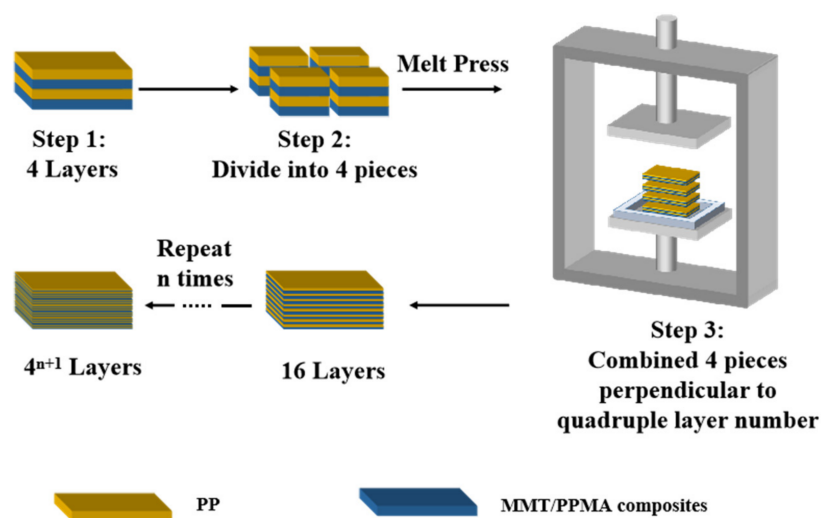 Step 1:
4 Layers
Step 2:
Divide into 4 pieces
Melt Press
Step 3:
Combined 4 pieces
perpendicular to
quadruple layer number
16 Layers
Repeat
n times
4ⁿ⁺¹ Layers
PP
MMT/PPMA composites